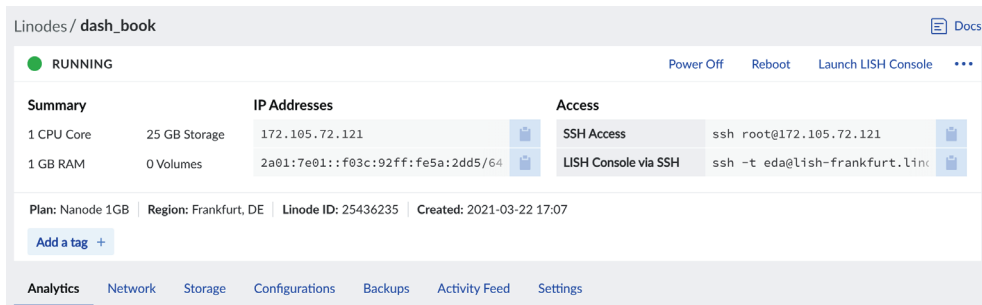 Linodes / dash_book
Docs
RUNNING
Power Off Reboot Launch LISH Console •••
Summary
1 CPU Core 25 GB Storage
1 GB RAM 0 Volumes
IP Addresses
172.105.72.121
2a01:7e01::f03c:92ff:fe5a:2dd5/64
Access
SSH Access ssh root@172.105.72.121
LISH Console via SSH ssh -t eda@lish-frankfurt.lin
Plan: Nanode 1GB Region: Frankfurt, DE Linode ID: 25436235 Created: 2021-03-22 17:07
Add a tag +
Analytics Network Storage Configurations Backups Activity Feed Settings